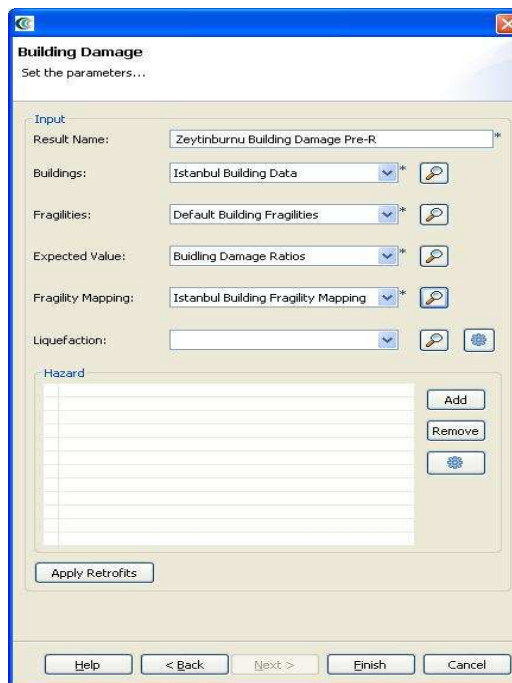 Building Damage
Set the parameters...
Input
Result Name: Zeytinburnu Building Damage Pre-R *
Buildings: Istanbul Building Data *
Fragilities: Default Building Fragilities *
Expected Value: Buidling Damage Ratios *
Fragility Mapping: Istanbul Building Fragility Mapping *
Liquefaction:
Hazard
Add
Remove
Apply Retrofits
Help < Back Next > Finish Cancel